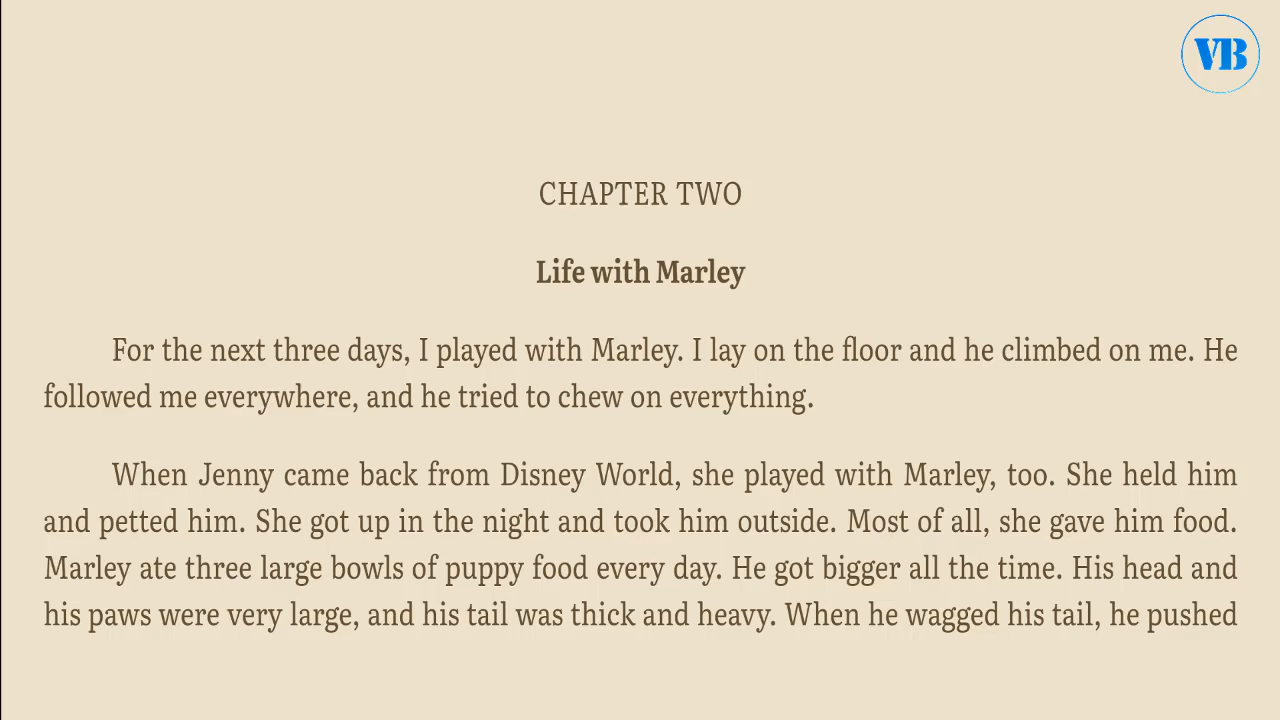 VB
CHAPTER TWO
Life with Marley
For the next three days, I played with Marley. I lay on the floor and he climbed on me. He
followed me everywhere, and he tried to chew on everything.
When Jenny came back from Disney World, she played with Marley, too. She held him
and petted him. She got up in the night and took him outside. Most of all, she gave him food.
Marley ate three large bowls of puppy food every day. He got bigger all the time. His head and
his paws were very large, and his tail was thick and heavy. When he wagged his tail, he pushed